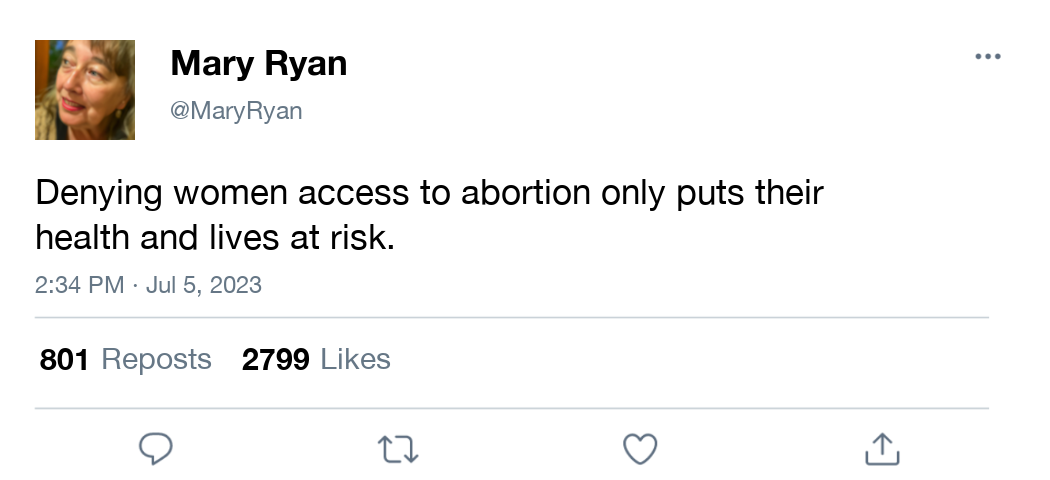 Mary Ryan
@MaryRyan
Denying women access to abortion only puts their
health and lives at risk.
2:34 PM · Jul 5, 2023
801 Reposts 2799 Likes